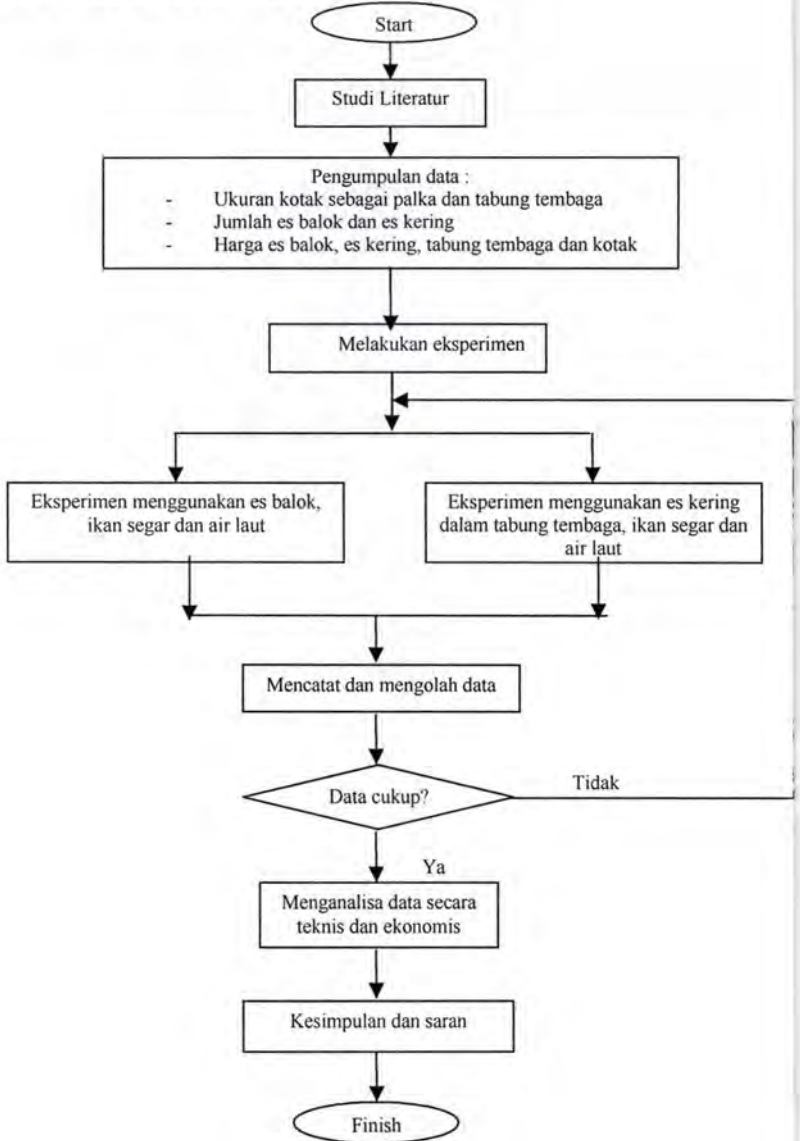 Start
Studi Literatur
Pengumpulan data :
- Ukuran kotak sebagai palka dan tabung tembaga
- Jumlah es balok dan es kering
- Harga es balok, es kering, tabung tembaga dan kotak
Melakukan eksperimen
Eksperimen menggunakan es balok,
ikan segar dan air laut
Eksperimen menggunakan es kering
dalam tabung tembaga, ikan segar dan
air laut
Mencatat dan mengolah data
Data cukup?
Tidak
Ya
Menganalisa data secara
teknis dan ekonomis
Kesimpulan dan saran
Finish